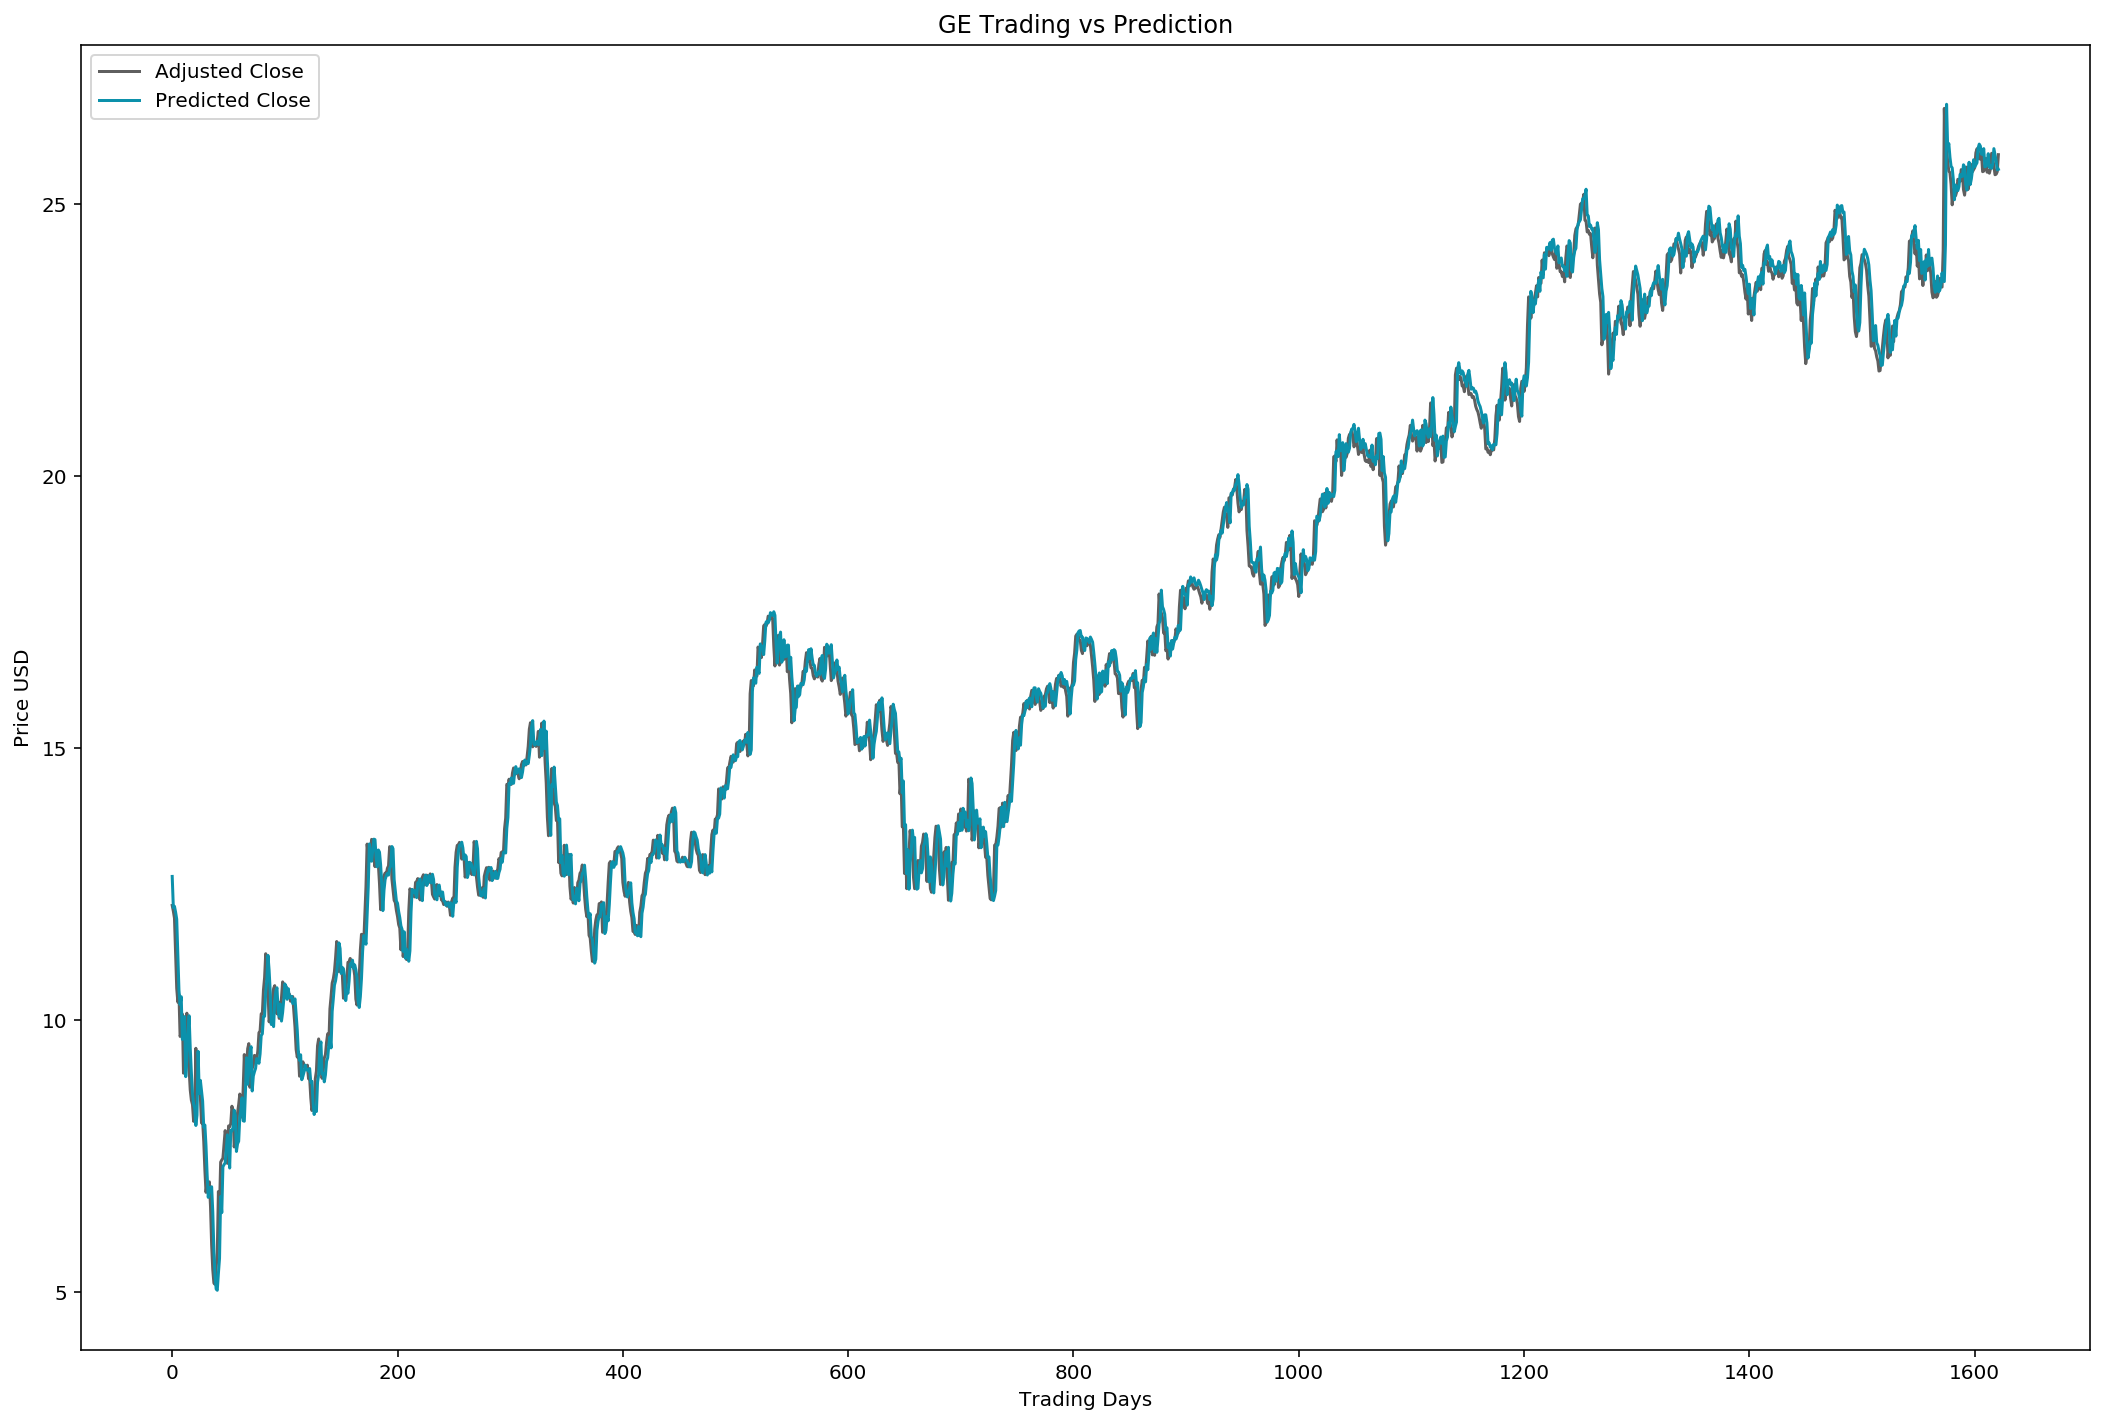 GE Trading vs Prediction
Adjusted Close
Predicted Close
Price USD
25
20
15
10
5
0 200 400 600 800 1000 1200 1400 1600
Trading Days